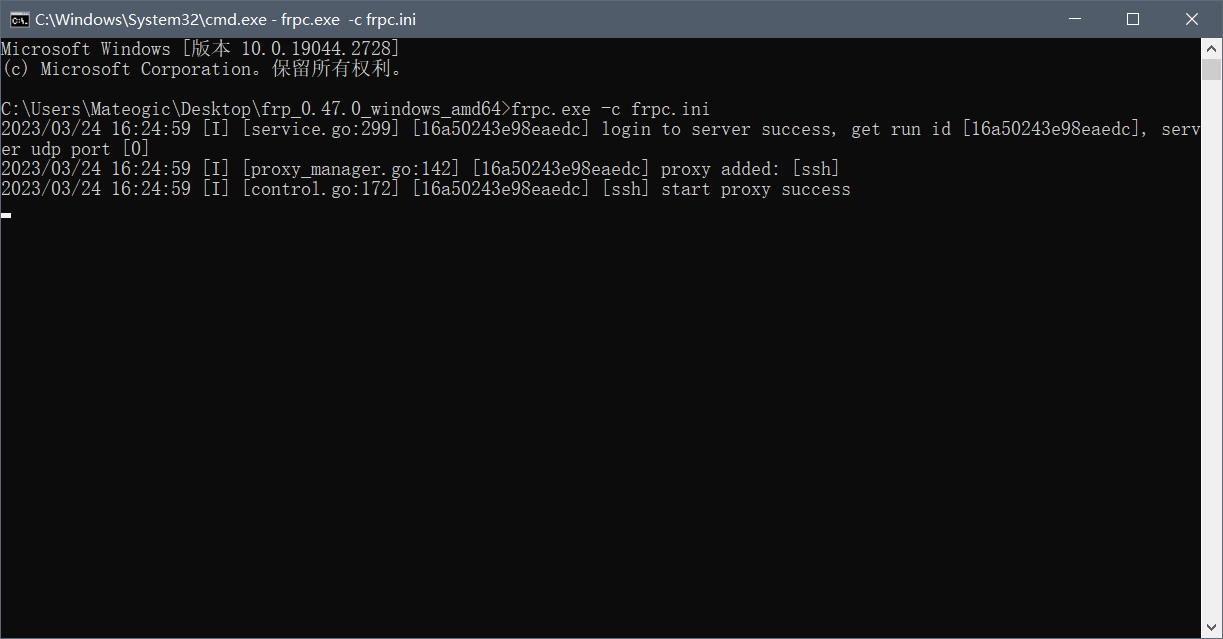 C:\Windows\System32\cmd.exe - frpc.exe  -c frpc.ini
Microsoft Windows [版本 10.0.19044.2728]
(c) Microsoft Corporation。保留所有权利。
C:\Users\Mateogic\Desktop\frp_0.47.0_windows_amd64>frpc.exe -c frpc.ini
2023/03/24 16:24:59 [I] [service.go:299] [16a50243e98eaedc] login to server success, get run id [16a50243e98eaedc], serv
er udp port [0]
2023/03/24 16:24:59 [I] [proxy_manager.go:142] [16a50243e98eaedc] proxy added: [ssh]
2023/03/24 16:24:59 [I] [control.go:172] [16a50243e98eaedc] [ssh] start proxy success